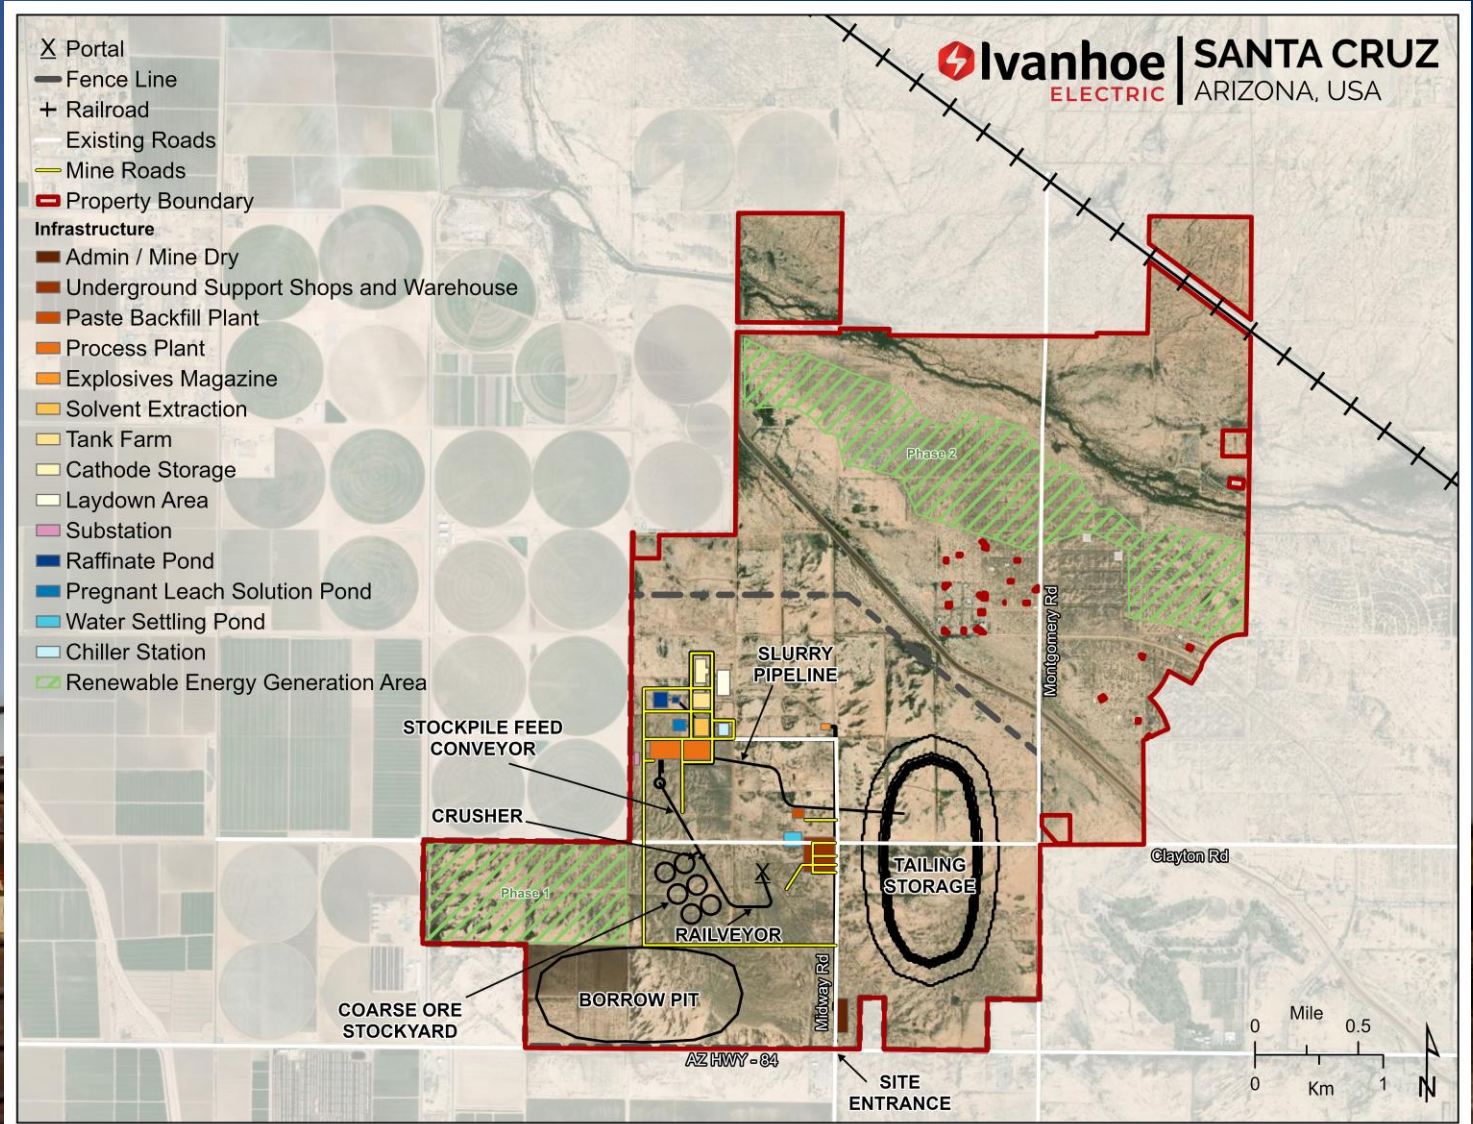 X Portal
Fence Line
Railroad
Existing Roads
Mine Roads
Property Boundary
Infrastructure
Admin / Mine Dry
Underground Support Shops and Warehouse
Paste Backfill Plant
Process Plant
Explosives Magazine
Solvent Extraction
Tank Farm
Cathode Storage
Laydown Area
Substation
Raffinate Pond
Pregnant Leach Solution Pond
Water Settling Pond
Chiller Station
Renewable Energy Generation Area
Ivanhoe
ELECTRIC
SANTA CRUZ
ARIZONA, USA
Phase 2
Montgomery Rd
SLURRY
PIPELINE
STOCKPILE FEED
CONVEYOR
CRUSHER
X
TAILING
STORAGE
Clayton Rd
Phase 1
RAILVEYOR
Midway Rd
BORROW PIT
COARSE ORE
STOCKYARD
AZ HWY - 84
SITE
ENTRANCE
Mile
0 0.5
0 Km 1
N